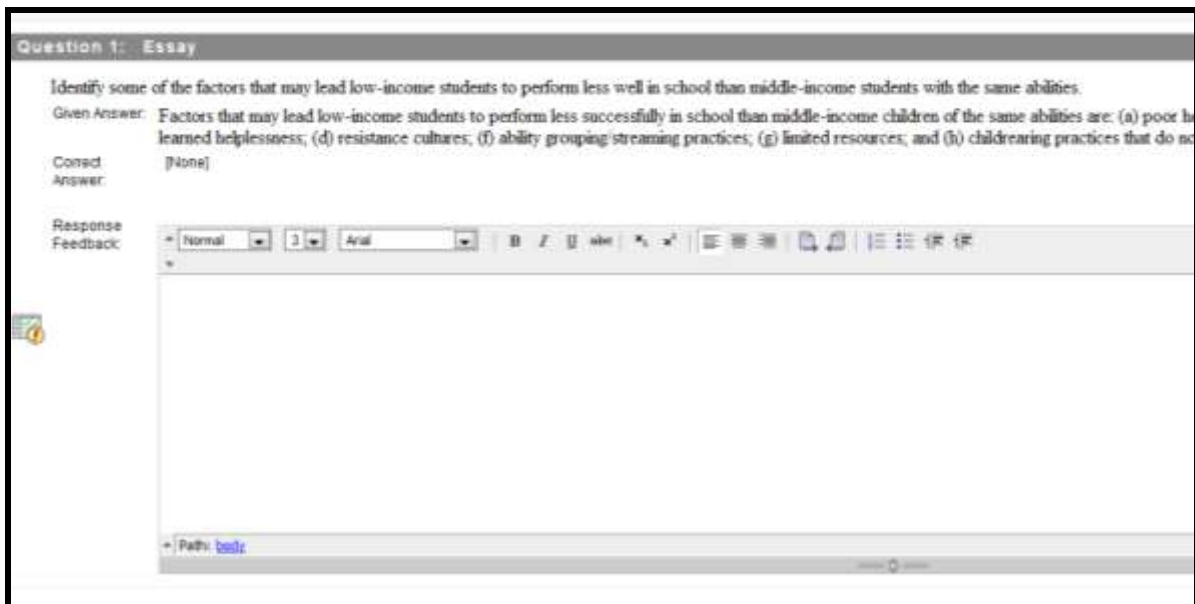 Question 1: Essay
Identify some of the factors that may lead low-income students to perform less well in school than middle-income students with the same abilities.
Given Answer: Factors that may lead low-income students to perform less successfully in school than middle-income children of the same abilities are: (a) poor
learned helplessness; (d) resistance cultures; (f) ability grouping/streaming practices; (g) limited resources; and (h) childrearing practices that do
Correct [None]
Answer:
Response
Feedback:
Normal 3 Arial B I U abc
Path: body